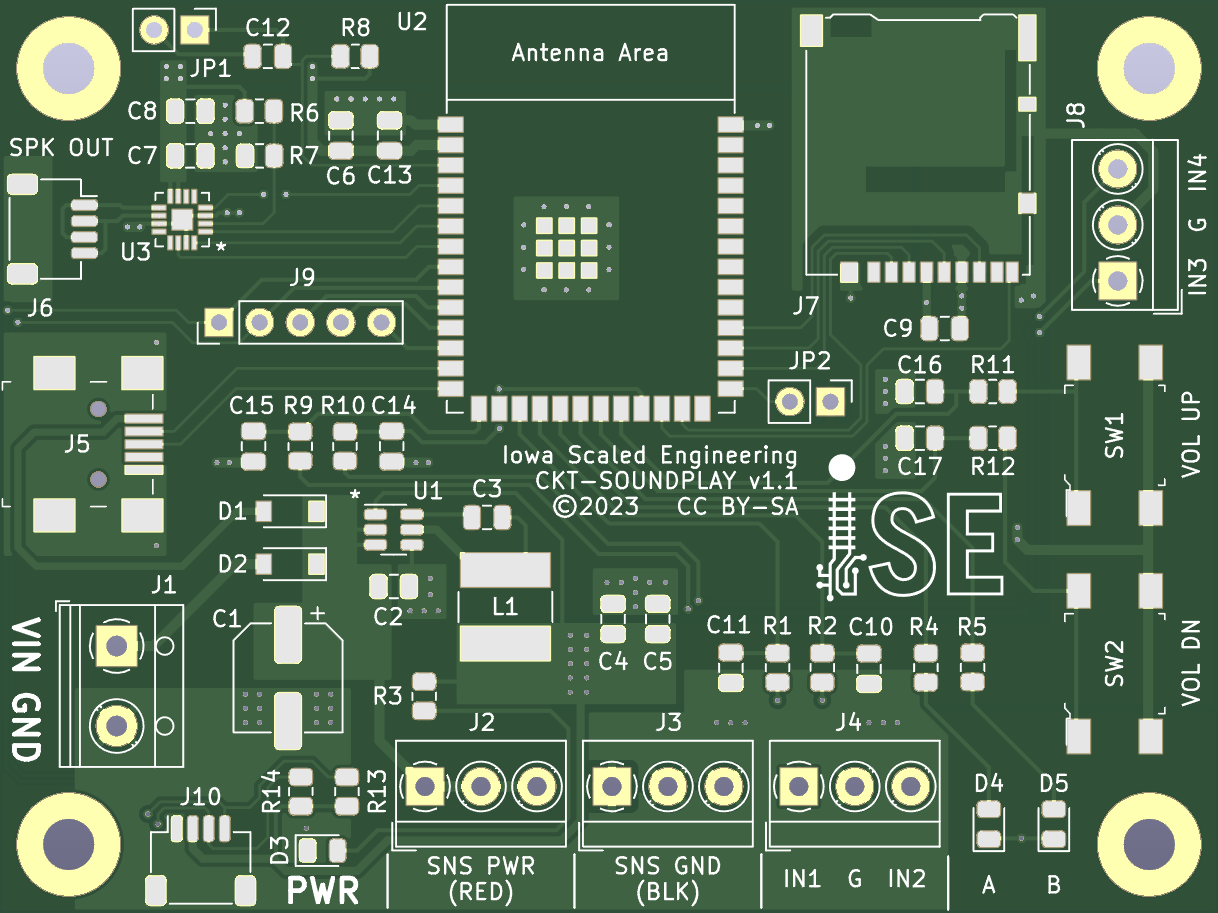 C12
R8
U2
JP1
Antenna Area
J8
C8
R6
SPK OUT
C7
R7
C6
C13
IN4
G
IN3
U3
*
J6
J9
J7
C9
JP2
C16
R11
C15
R9
R10
C14
J5
SW1
VOL UP
C17
R12
Iowa Scaled Engineering
CKT-SOUNDPLAY v1.1
©2023 CC BY-SA
SE
*
U1
C3
D1
D2
J1
C2
L1
C1
+
VIN GND
C4
C5
C11
R1
R2
C10
R4
R5
SW2
VOL DN
R3
J2
J3
J4
R14
R13
J10
D4
D5
D3
PWR
SNS PWR
(RED)
SNS GND
(BLK)
IN1 G IN2
A
B